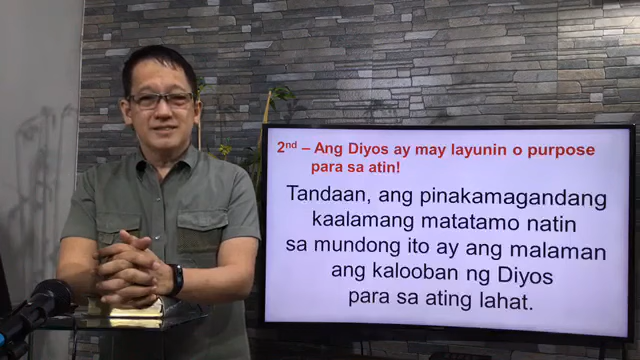 2nd – Ang Diyos ay may layunin o purpose
para sa atin!
Tandaan, ang pinakamagandang
kaalamang matatamo natin
sa mundong ito ay ang malaman
ang kalooban ng Diyos
para sa ating lahat.